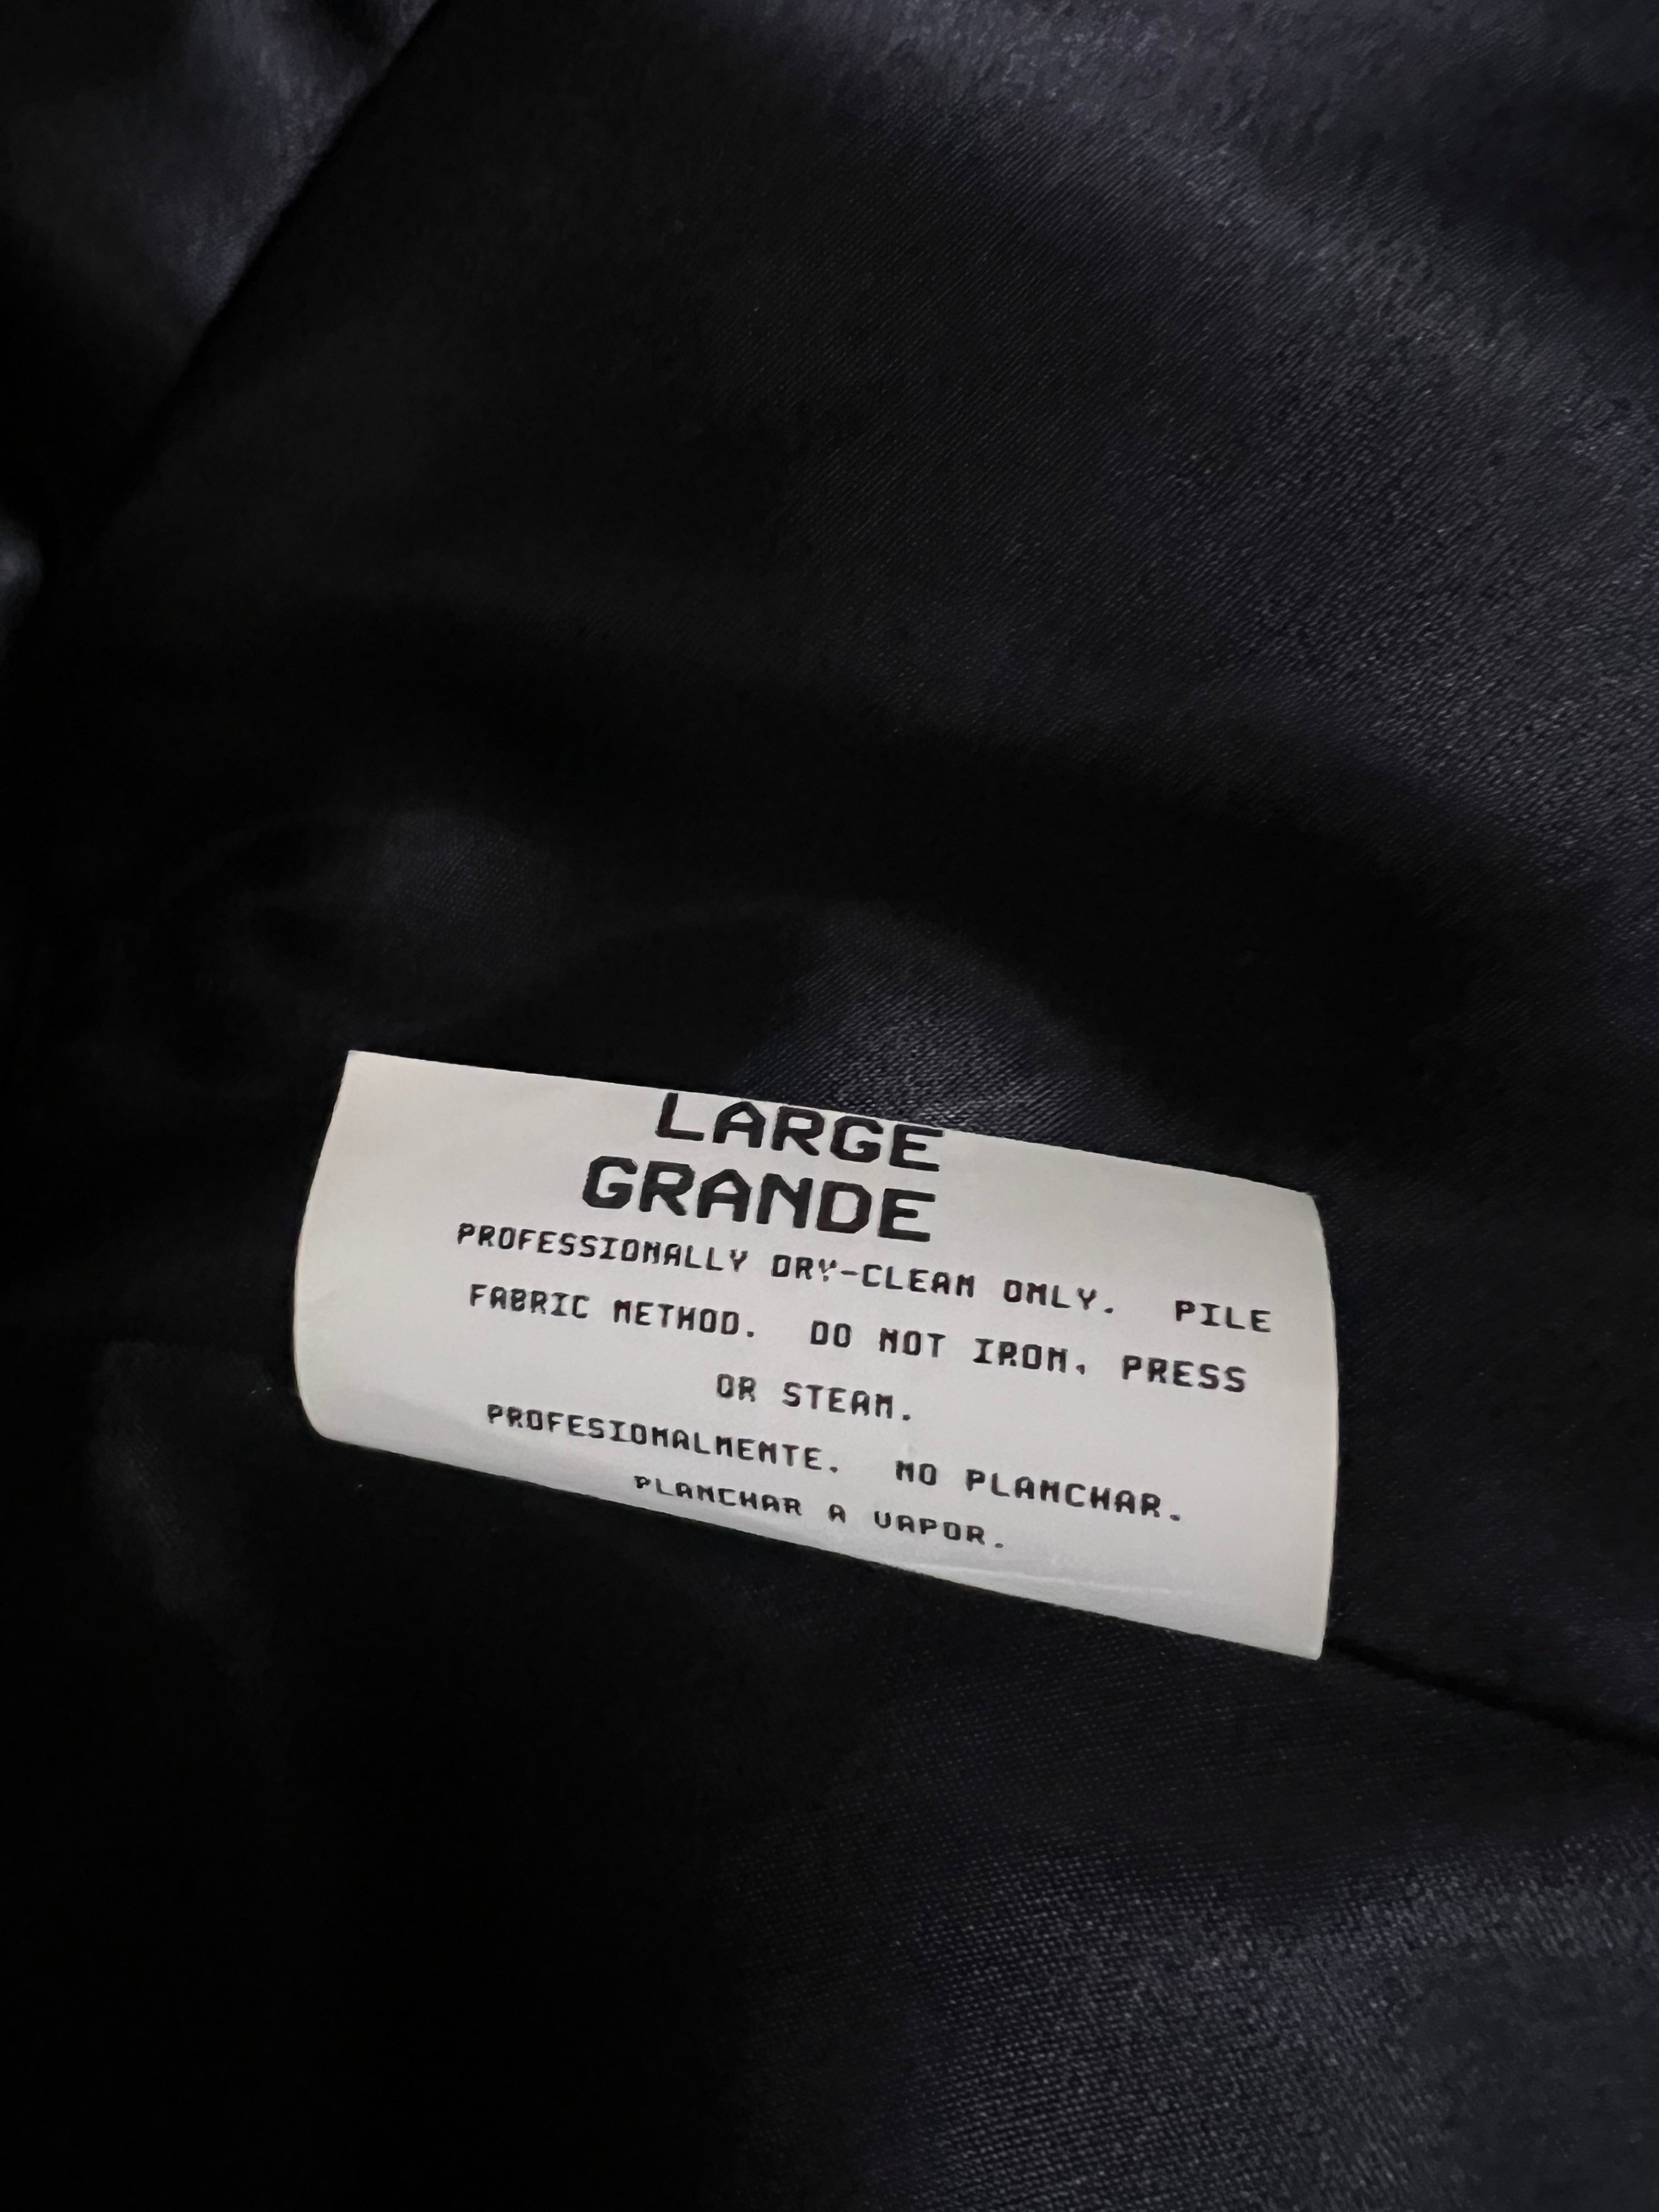 LARGE
GRANDE
PROFESSIONALLY DRY-CLEAN ONLY. PILE
FABRIC METHOD. DO NOT IRON, PRESS
OR STEAM.
PROFESIONALMENTE. NO PLANCHAR.
PLANCHAR A VAPOR.